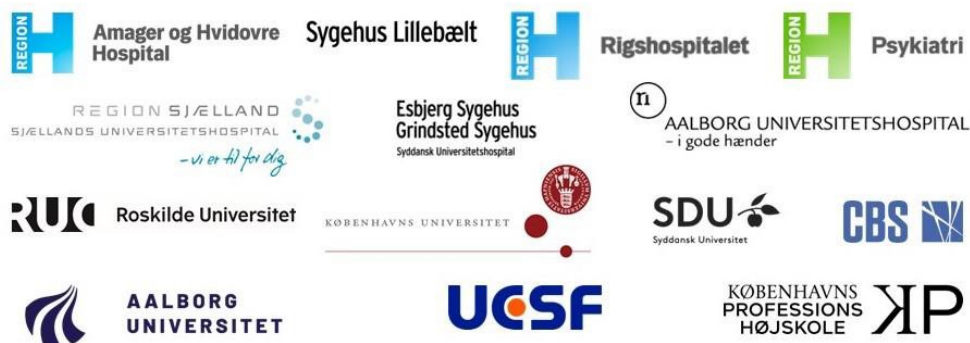 REGION
Amager og Hvidovre
Hospital
Sygehus Lillebælt
REGION
Rigshospitalet
REGION
Psykiatri
REGION SJÆLLAND
SJÆLLANDS UNIVERSITETSHOSPITAL
- vi er til for dig
Esbjerg Sygehus
Grindsted Sygehus
Syddansk Universitetshospital
n
AALBORG UNIVERSITETSHOSPITAL
– i gode hænder
RUC Roskilde Universitet
KØBENHAVNS UNIVERSITET
SDU
Syddansk Universitet
CBS
AALBORG
UNIVERSITET
UCSF
KØBENHAVNS
PROFESSIONS
HØJSKOLE
KP